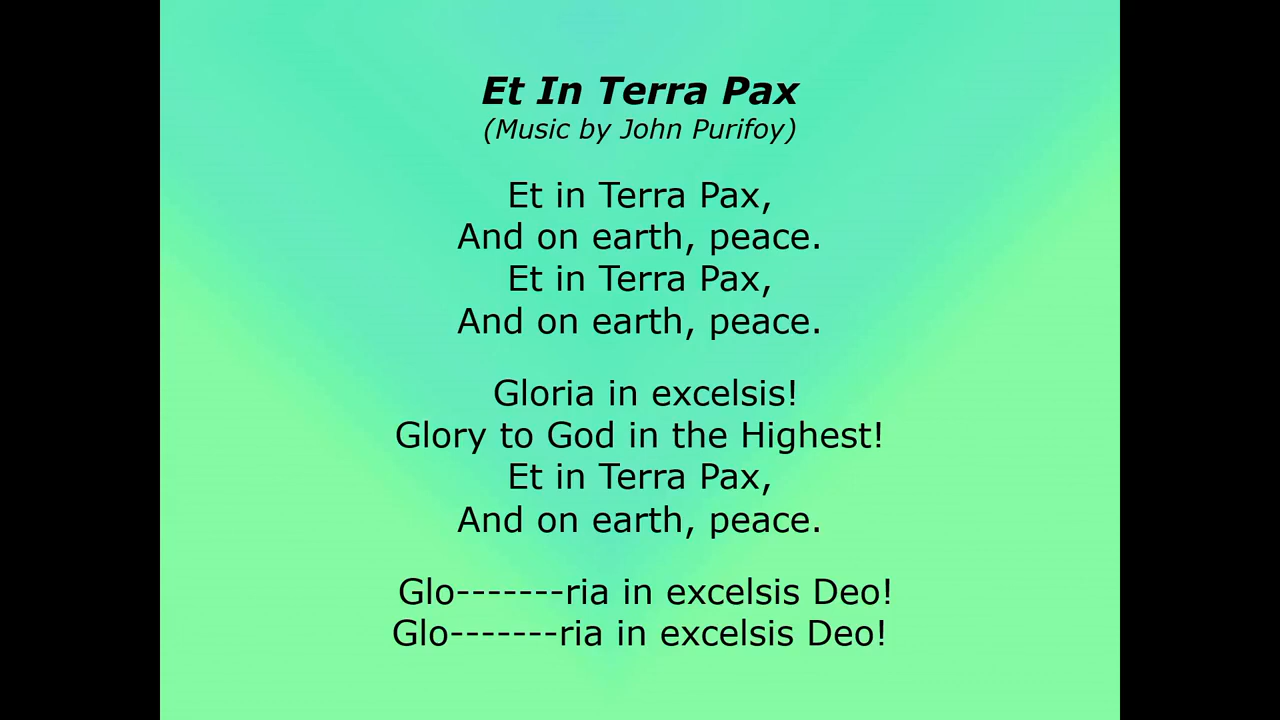 Et In Terra Pax
(Music by John Purifoy)
Et in Terra Pax,
And on earth, peace.
Et in Terra Pax,
And on earth, peace.
Gloria in excelsis!
Glory to God in the Highest!
Et in Terra Pax,
And on earth, peace.
Glo-------ria in excelsis Deo!
Glo-------ria in excelsis Deo!